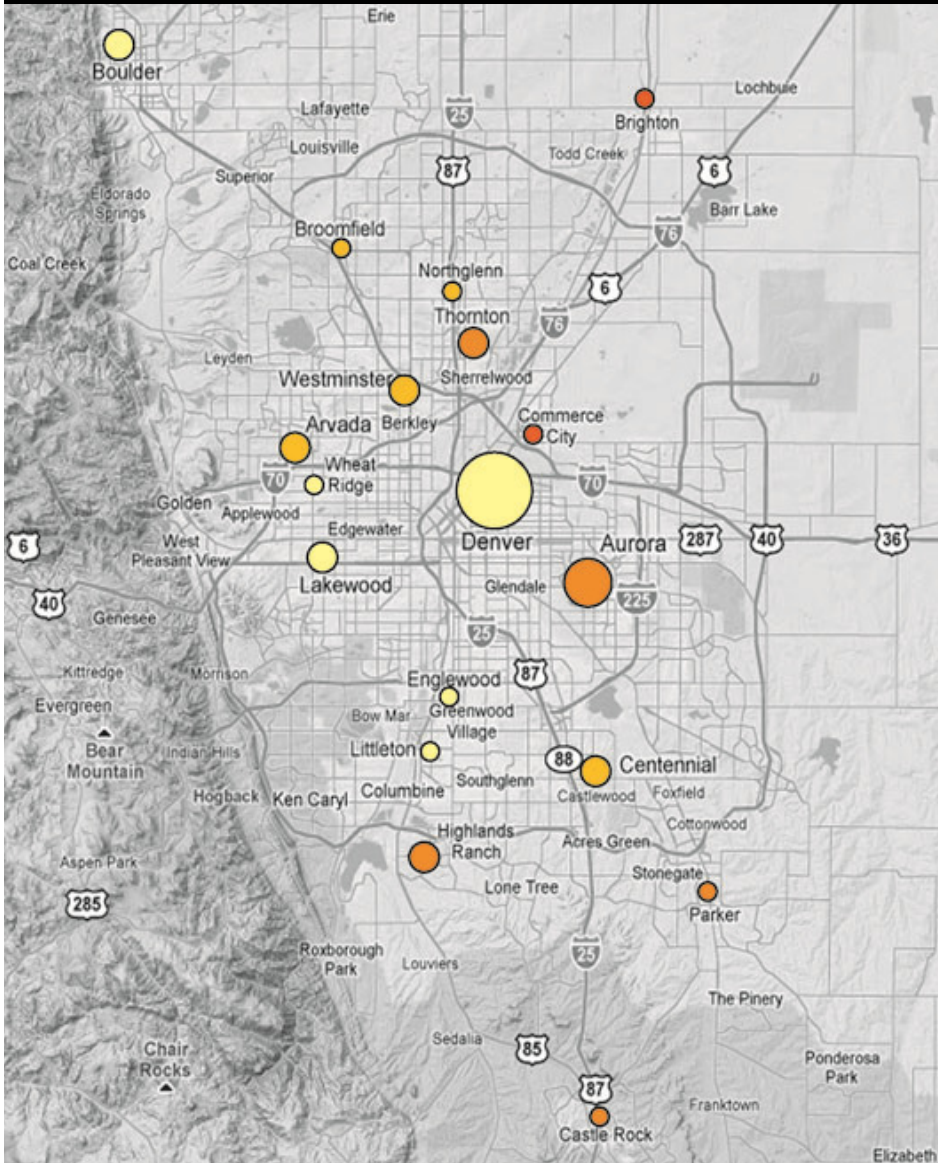 Erie
Boulder
Lochbuie
Lafayette
25
Brighton
Louisville
Todd Creek
87
6
Superior
Eldorado
Springs
Barr Lake
Broomfield
76
Coal Creek
Northglenn
6
Thornton
76
Leyden
Westminster
Sherrelwood
Berkley
Commerce
City
Arvada
Wheat
Ridge
70
70
Golden
Applewood
Edgewater
West
Pleasant View
6
Denver
Aurora
287
40
36
Lakewood
Glendale
40
225
Genesee
25
Kittredge
Morrison
Englewood
87
Evergreen
Bow Mar
Greenwood
Village
Bear
Mountain
Indian Hills
Littleton
88
Centennial
Southglenn
Columbine
Castlewood
Foxfield
Hogback
Ken Caryl
Cottonwood
Highlands
Ranch
Acres Green
Aspen Park
Stonegate
Lone Tree
285
Parker
Roxborough
Park
Louviers
25
The Pinery
Sedalia
Chair
Rocks
85
Ponderosa
Park
87
Franktown
Castle Rock
Elizabeth